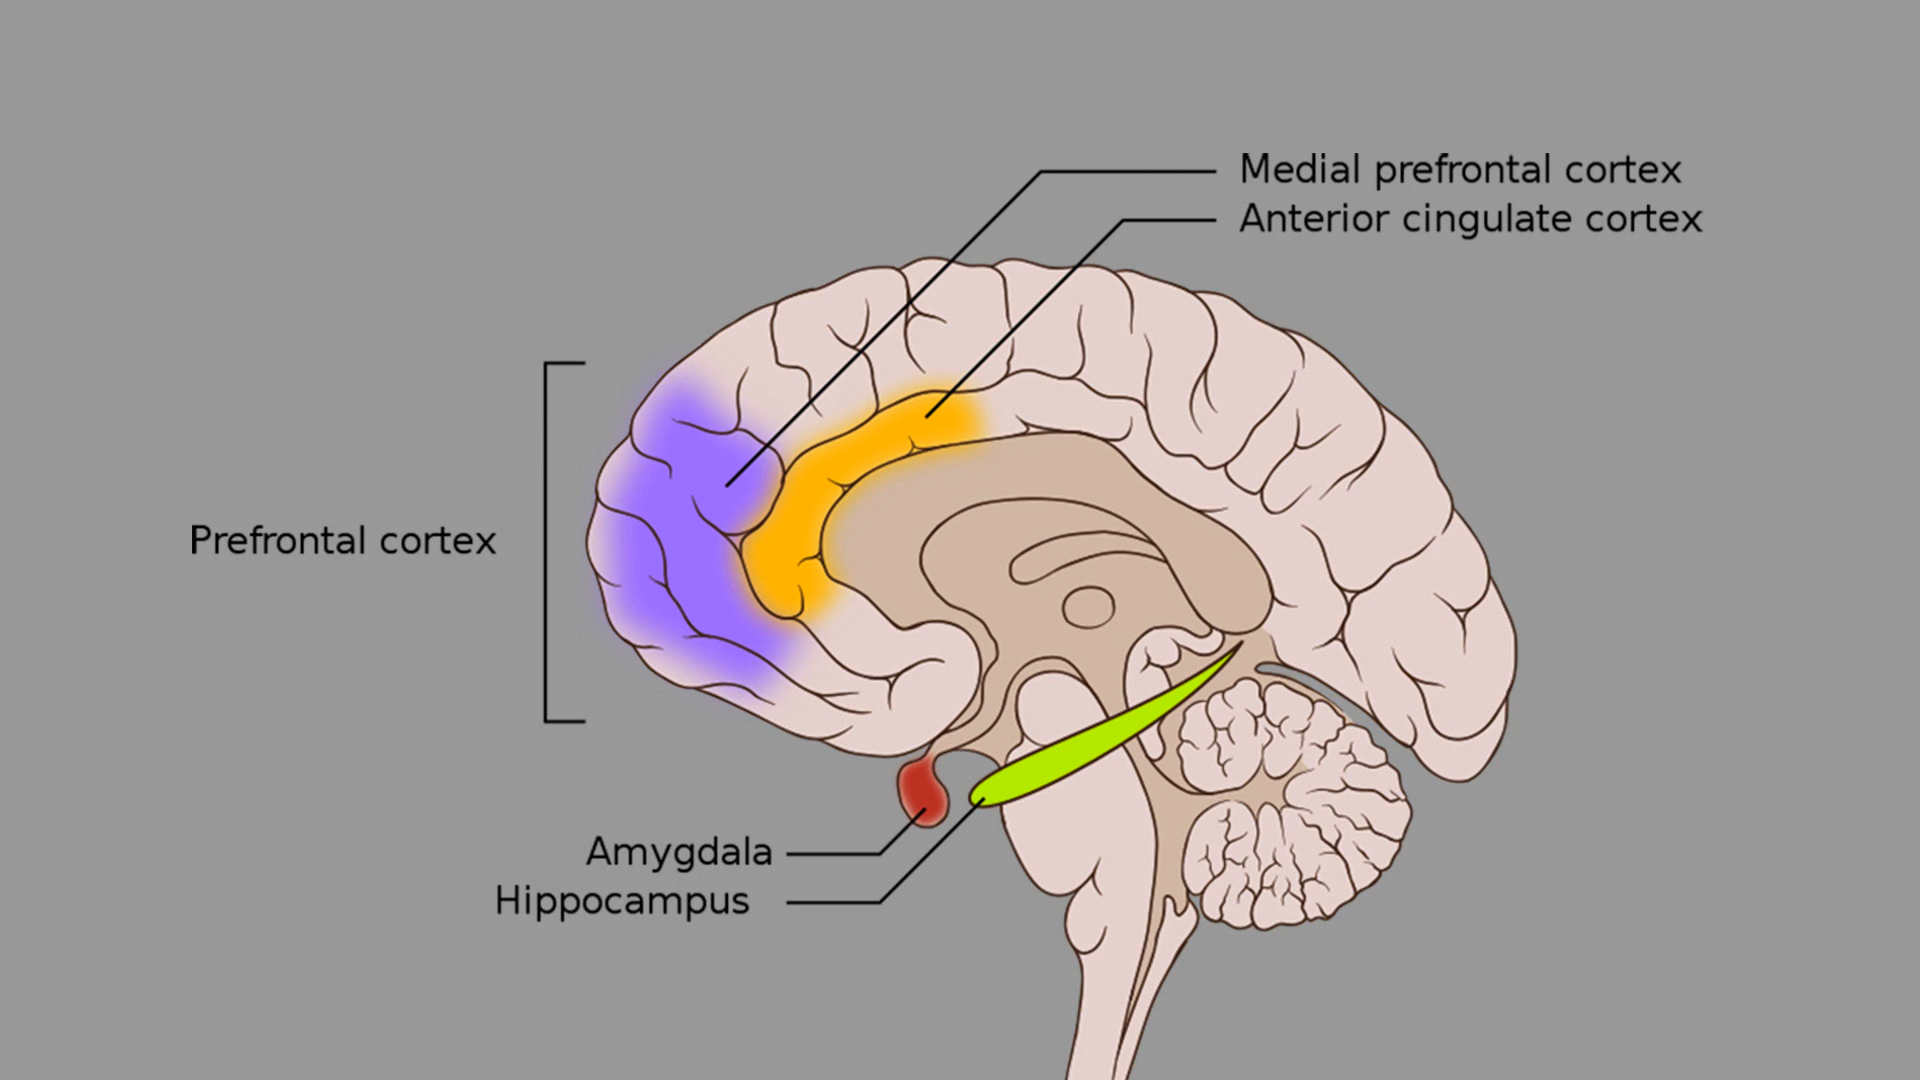 Medial prefrontal cortex
Anterior cingulate cortex
Prefrontal cortex
Amygdala
Hippocampus